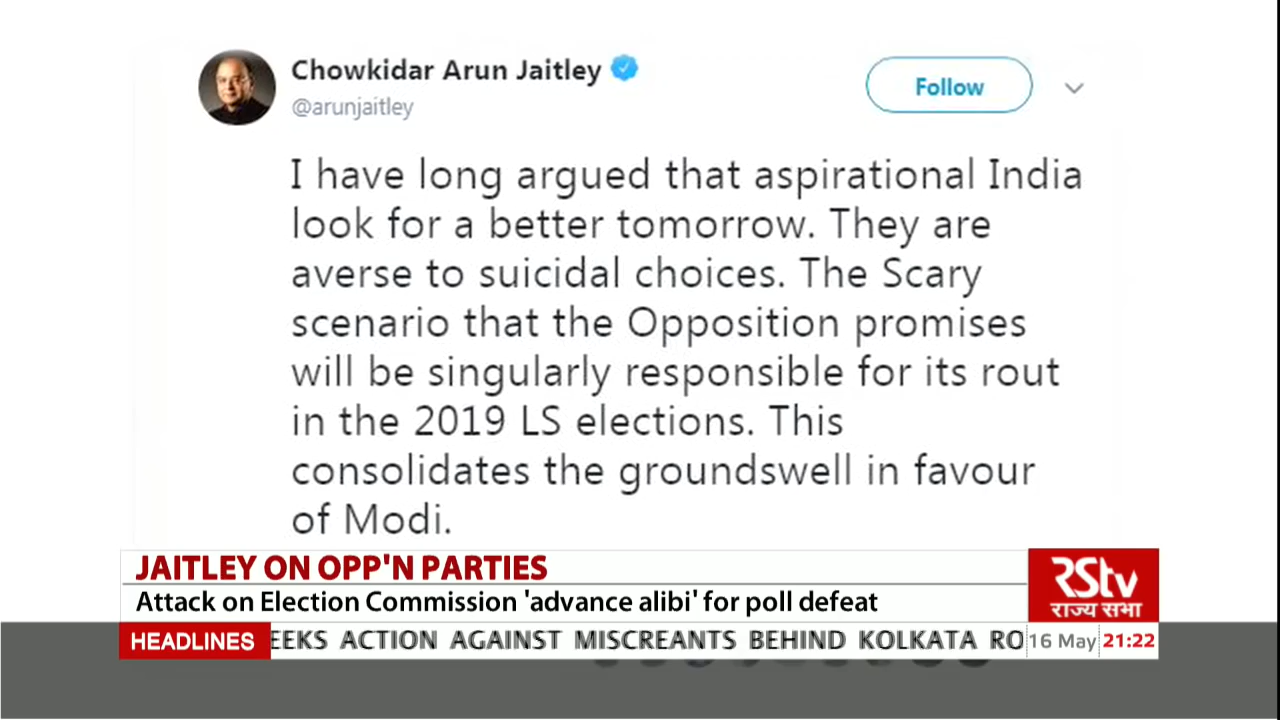 Chowkidar Arun Jaitley
@arunjaitley
Follow
I have long argued that aspirational India
look for a better tomorrow. They are
averse to suicidal choices. The Scary
scenario that the Opposition promises
will be singularly responsible for its rout
in the 2019 LS elections. This
consolidates the groundswell in favour
of Modi.
JAITLEY ON OPP'N PARTIES
Attack on Election Commission 'advance alibi' for poll defeat
RStv
राज्य सभा
HEADLINES
EEKS ACTION AGAINST MISCREANTS BEHIND KOLKATA RO
16 May 21:22